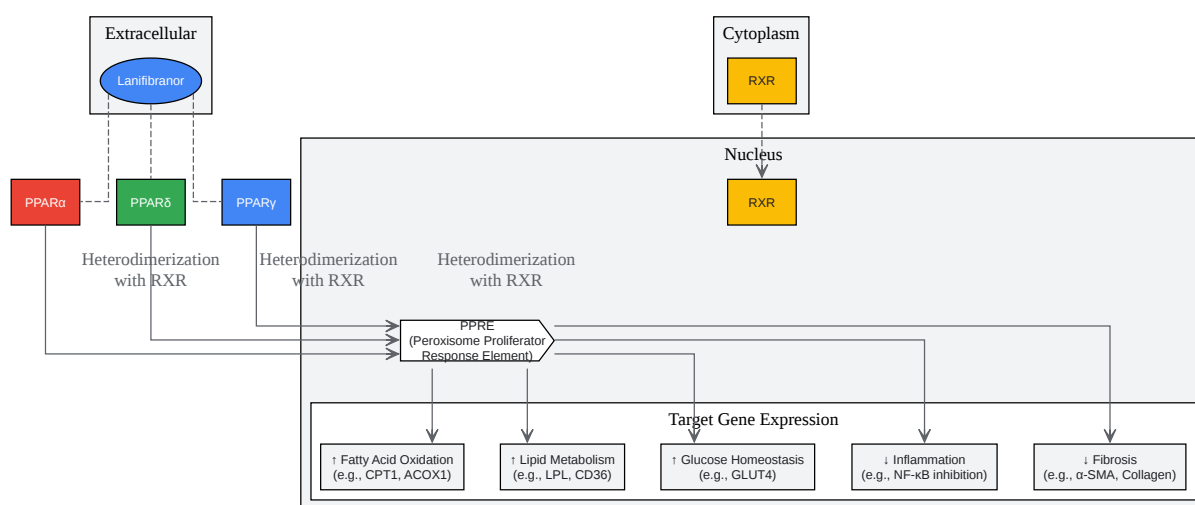 Extracellular
Cytoplasm
Lanifibranor
RXR
Nucleus
PPARα
PPARδ
PPARγ
RXR
Heterodimerization
with RXR
Heterodimerization
with RXR
Heterodimerization
with RXR
PPRE
(Peroxisome Proliferator
Response Element)
Target Gene Expression
↑ Fatty Acid Oxidation
(e.g., CPT1, ACOX1)
↑ Lipid Metabolism
(e.g., LPL, CD36)
↑ Glucose Homeostasis
(e.g., GLUT4)
↓ Inflammation
(e.g., NF-κB inhibition)
↓ Fibrosis
(e.g., α-SMA, Collagen)